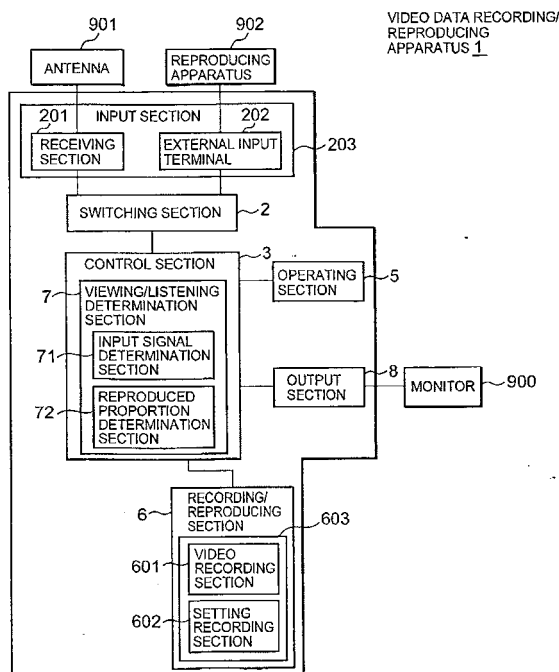 VIDEO DATA RECORDING/
REPRODUCING
APPARATUS 1
901
902
ANTENNA
REPRODUCING
APPARATUS
INPUT SECTION
201
202
RECEIVING
SECTION
EXTERNAL INPUT
TERMINAL
203
SWITCHING SECTION
2
3
CONTROL SECTION
7
VIEWING/LISTENING
DETERMINATION
SECTION
OPERATING
SECTION
5
71
INPUT SIGNAL
DETERMINATION
SECTION
72
REPRODUCED
PROPORTION
DETERMINATION
SECTION
8
OUTPUT
SECTION
MONITOR
900
6
RECORDING/
REPRODUCING
SECTION
603
601
VIDEO
RECORDING
SECTION
602
SETTING
RECORDING
SECTION